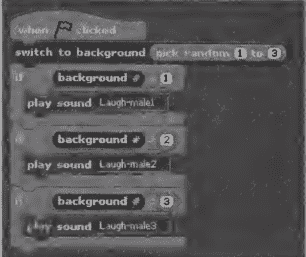 when clicked
switch to background pick random 1 to 3
if background # = 1
play sound Laugh-male1
background # = 2
play sound Laugh-male2
background # = 3
play sound Laugh-male3